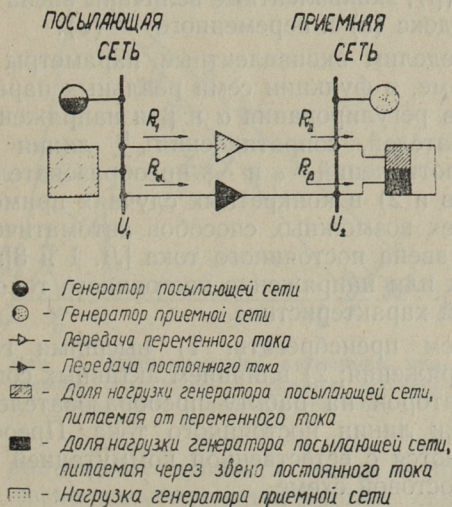 ПОСЫЛАЮЩАЯ СЕТЬ
ПРИЕМНАЯ СЕТЬ
P₁
P₂
Pα
Pβ
U₁
U₂
- Генератор посылающей сети
- Генератор приемной сети
- Передача переменного тока
- Передача постоянного тока
- Доля нагрузки генератора посылающей сети,
питаемая от переменного тока
- Доля нагрузки генератора посылающей сети,
питаемая через звено постоянного тока
- Нагрузка генератора приемной сети